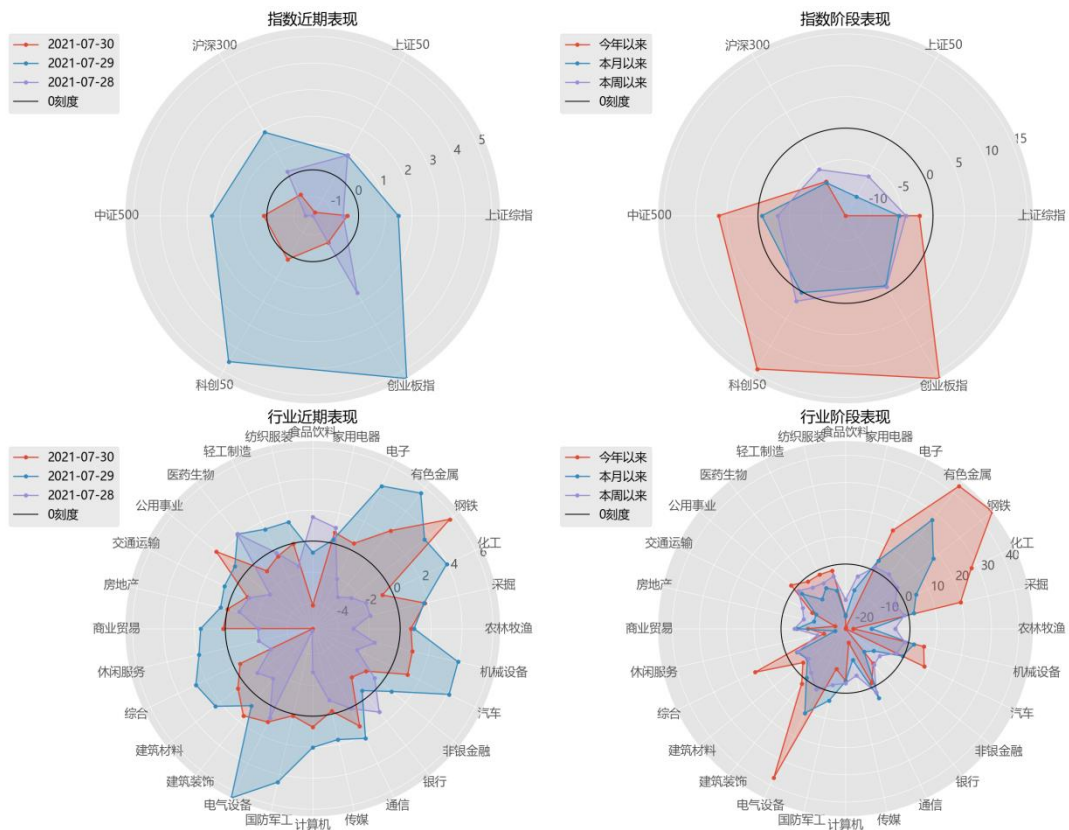 指数近期表现
2021-07-30
2021-07-29
2021-07-28
0刻度
沪深300
上证50
中证500
上证综指
科创50
创业板指
-1
0
1
2
3
4
5
指数阶段表现
今年以来
本月以来
本周以来
0刻度
沪深300
上证50
中证500
上证综指
科创50
创业板指
-10
-5
0
5
10
15
行业近期表现
2021-07-30
2021-07-29
2021-07-28
0刻度
食品饮料
纺织服装
家用电器
轻工制造
电子
医药生物
有色金属
公用事业
钢铁
交通运输
化工
房地产
采掘
商业贸易
农林牧渔
休闲服务
机械设备
综合
汽车
建筑材料
非银金融
建筑装饰
银行
电气设备
通信
国防军工
传媒
计算机
-4
-2
0
2
4
6
行业阶段表现
今年以来
本月以来
本周以来
0刻度
食品饮料
纺织服装
家用电器
轻工制造
电子
医药生物
有色金属
公用事业
钢铁
交通运输
化工
房地产
采掘
商业贸易
农林牧渔
休闲服务
机械设备
综合
汽车
建筑材料
非银金融
建筑装饰
银行
电气设备
通信
国防军工
传媒
计算机
-20
-10
0
10
20
30
40